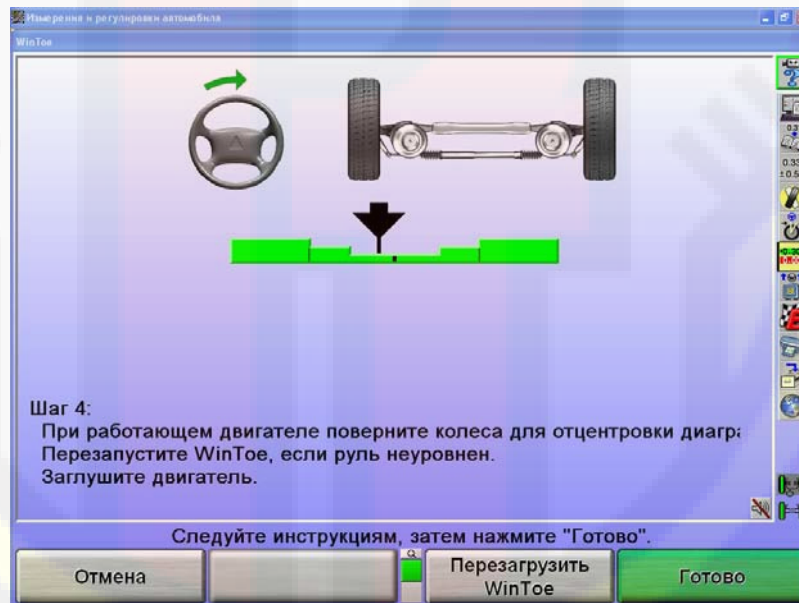 Измерения и регулировки автомобиля
WinToe
Шаг 4:
При работающем двигателе поверните колеса для отцентровки диагра
Перезапустите WinToe, если руль неуровнен.
Заглушите двигатель.
Следуйте инструкциям, затем нажмите "Готово".
Отмена
Перезагрузить
WinToe
Готово